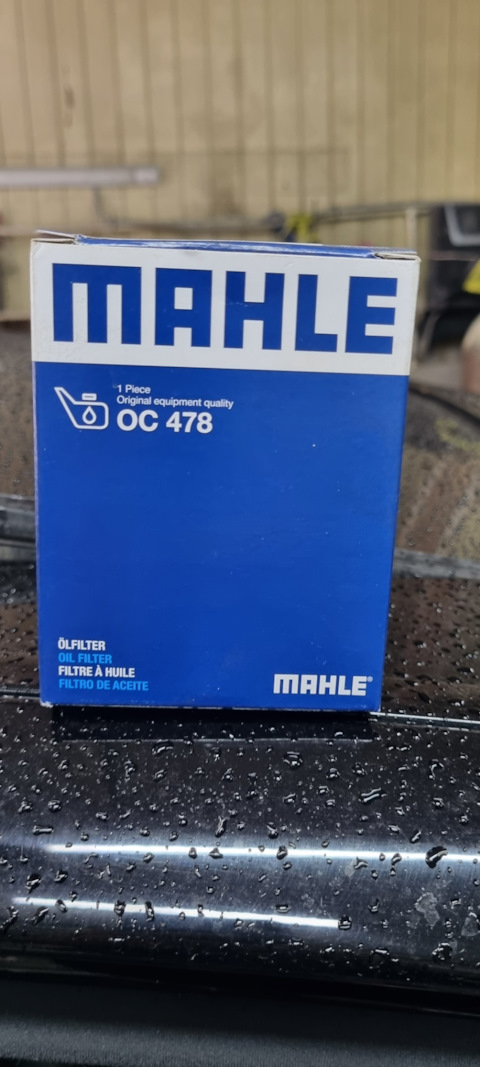 MAHLE
1 Piece
Original equipment quality
OC 478
ÖLFILTER
OIL FILTER
FILTRE À HUILE
FILTRO DE ACEITE
MAHLE®